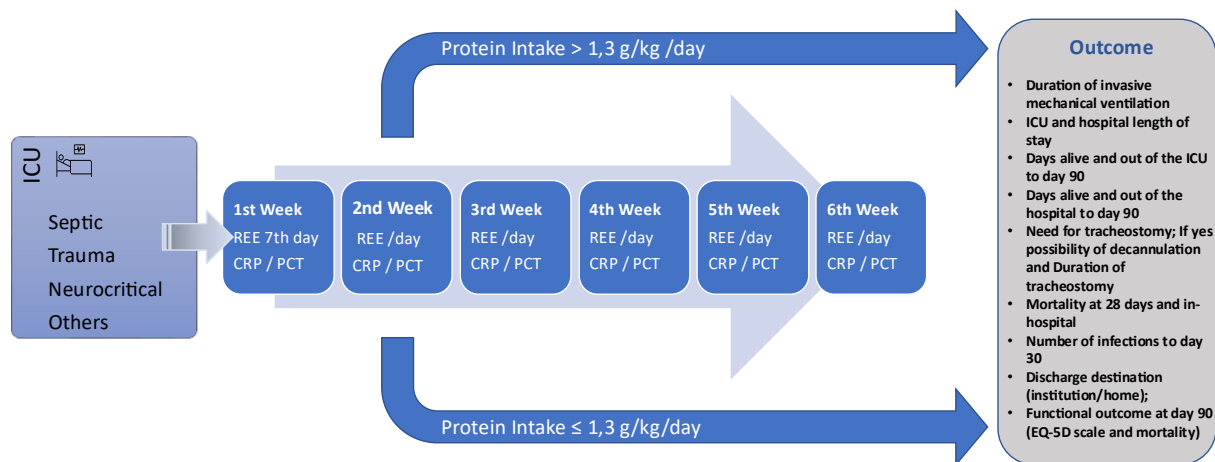 Protein Intake > 1,3 g/kg /day
ICU
Septic
Trauma
Neurocritical
Others
1st Week
REE 7th day
CRP / PCT
2nd Week
REE /day
CRP / PCT
3rd Week
REE /day
CRP / PCT
4th Week
REE /day
CRP / PCT
5th Week
REE /day
CRP / PCT
6th Week
REE /day
CRP / PCT
Protein Intake ≤ 1,3 g/kg/day
Outcome
• Duration of invasive
mechanical ventilation
• ICU and hospital length of
stay
• Days alive and out of the ICU
to day 90
• Days alive and out of the
hospital to day 90
• Need for tracheostomy; If yes
possibility of decannulation
and Duration of
tracheostomy
• Mortality at 28 days and in-
hospital
• Number of infections to day
30
• Discharge destination
(institution/home);
• Functional outcome at day 90
(EQ-5D scale and mortality)